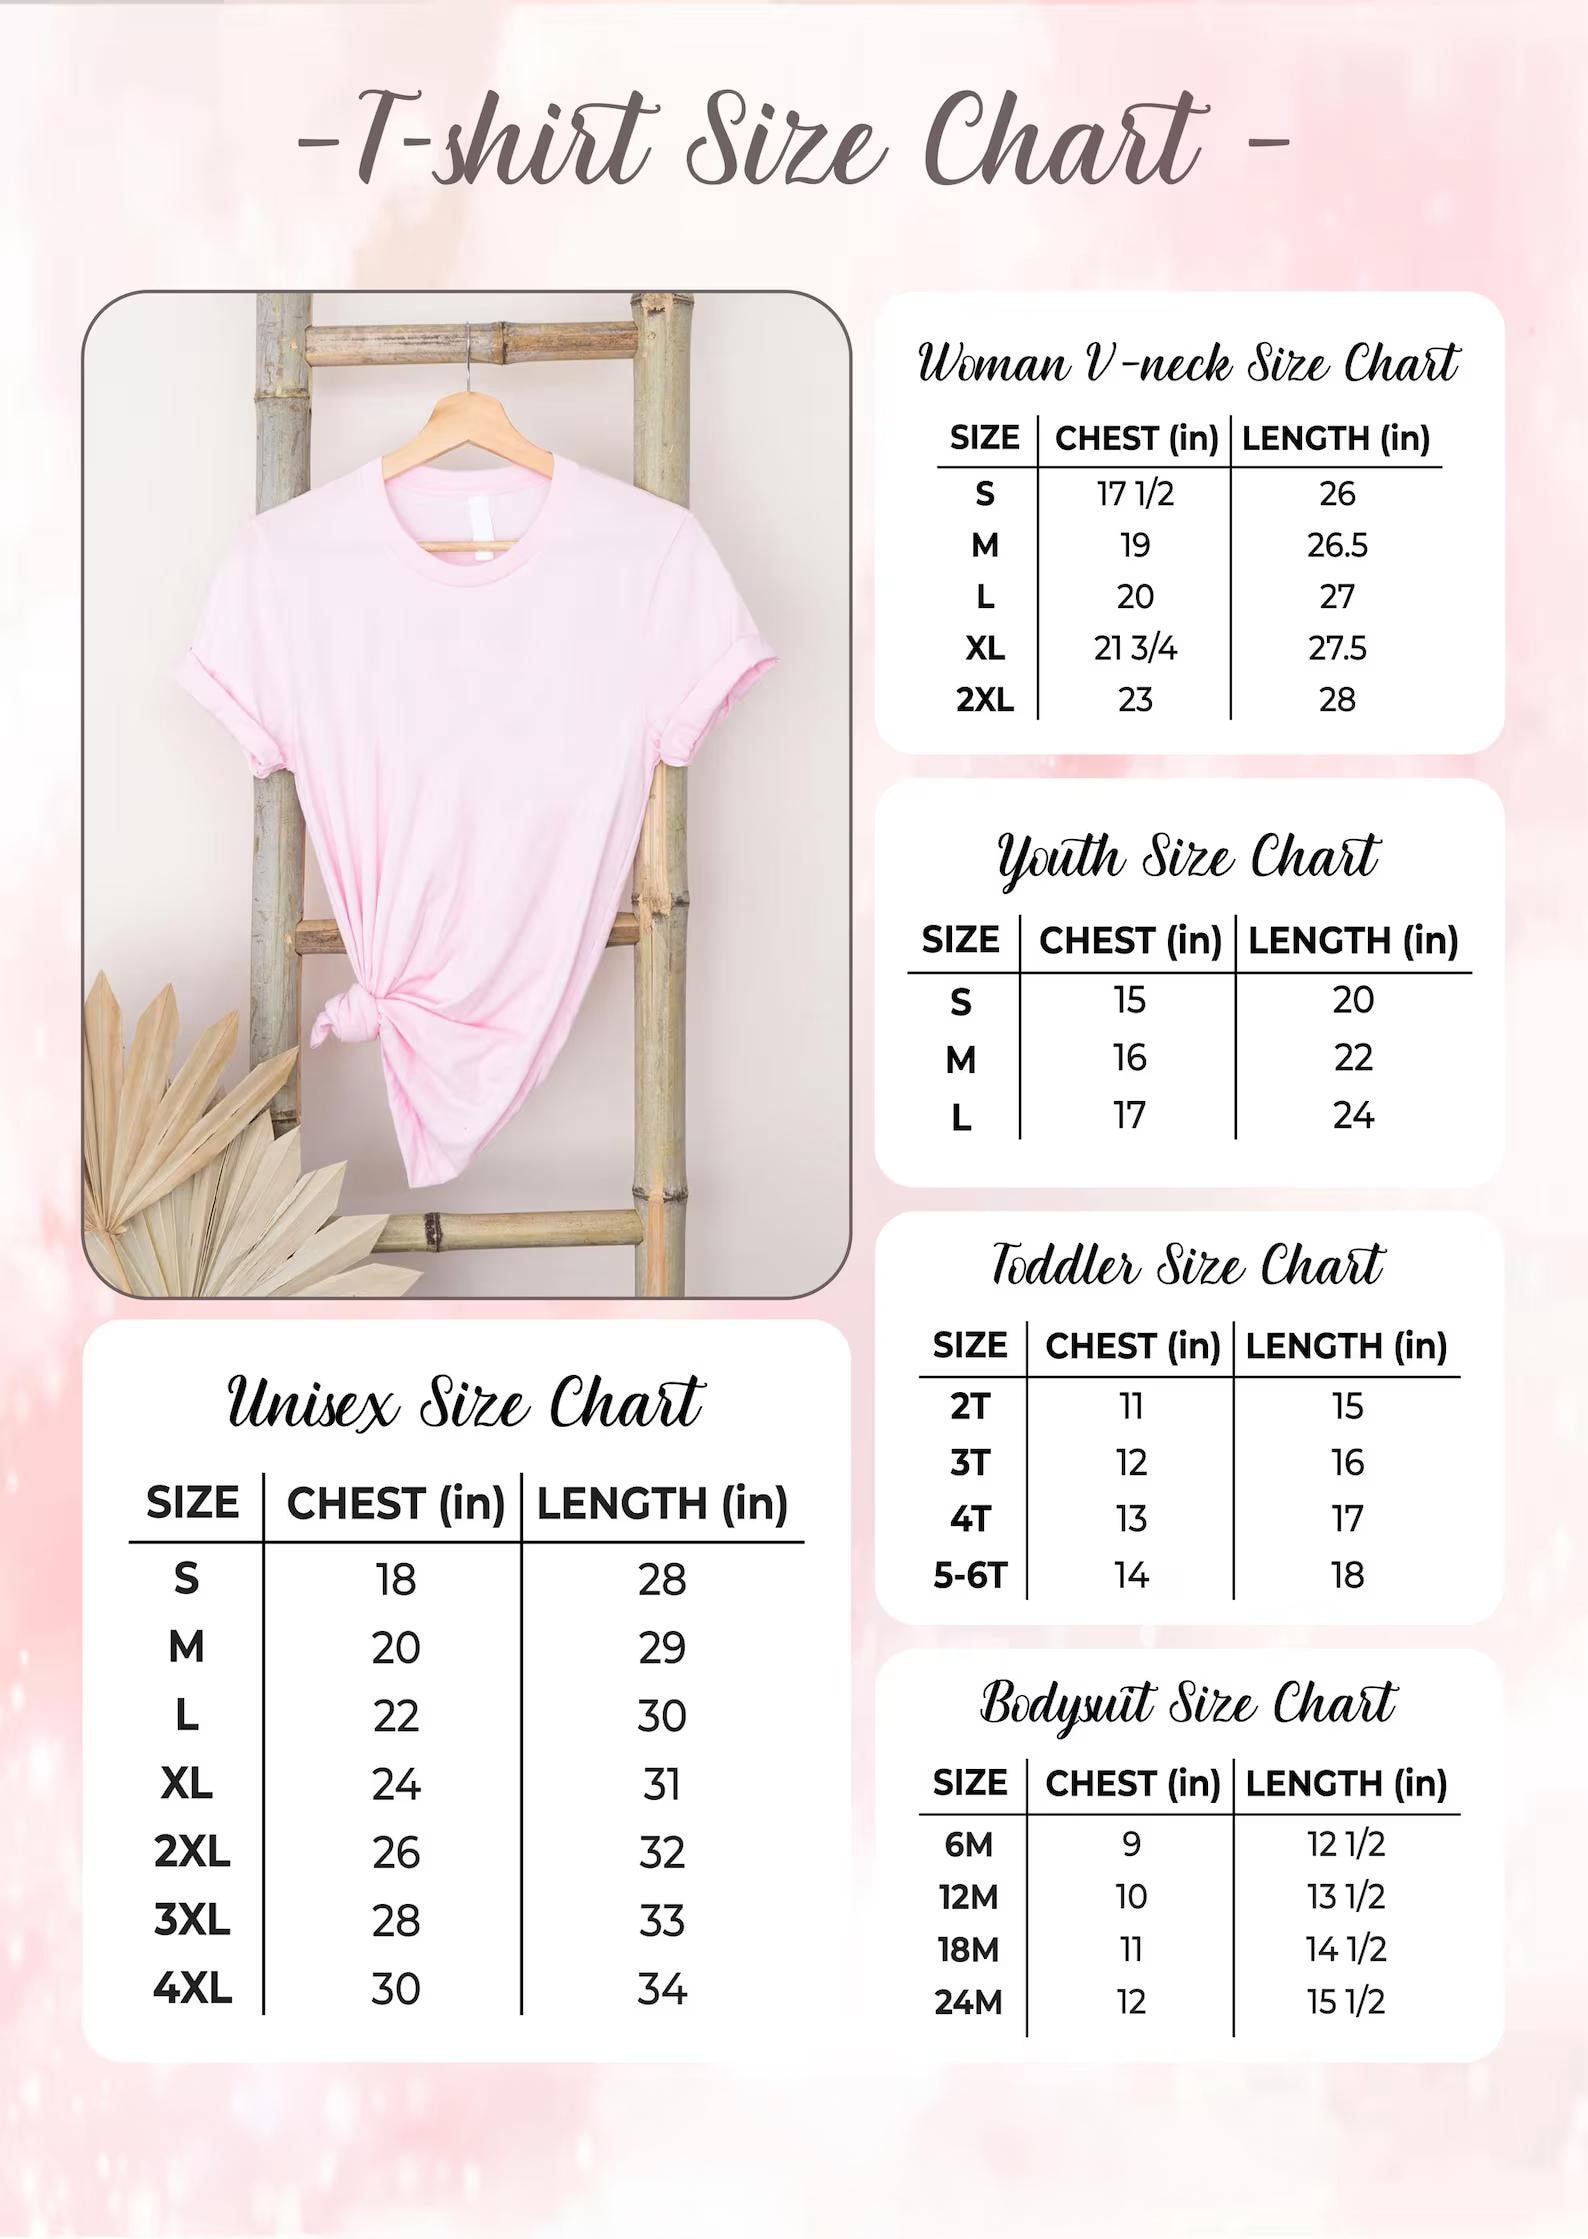 -T-shirt Size Chart -
Woman V-neck Size Chart
SIZE CHEST (in) LENGTH (in)
S 17 1/2 26
M 19 26.5
L 20 27
XL 21 3/4 27.5
2XL 23 28
Youth Size Chart
SIZE CHEST (in) LENGTH (in)
S 15 20
M 16 22
L 17 24
Toddler Size Chart
SIZE CHEST (in) LENGTH (in)
2T 11 15
3T 12 16
4T 13 17
5-6T 14 18
Unisex Size Chart
SIZE CHEST (in) LENGTH (in)
S 18 28
M 20 29
L 22 30
XL 24 31
2XL 26 32
3XL 28 33
4XL 30 34
Bodysuit Size Chart
SIZE CHEST (in) LENGTH (in)
6M 9 12 1/2
12M 10 13 1/2
18M 11 14 1/2
24M 12 15 1/2